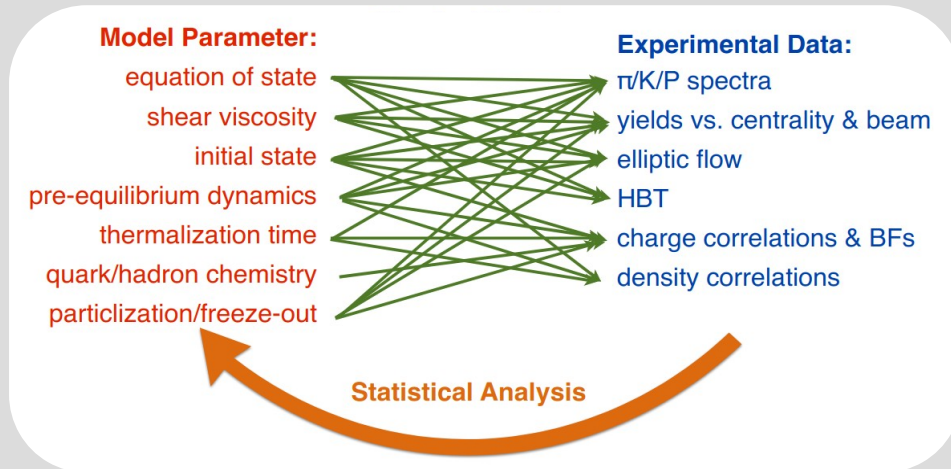 Model Parameter:
equation of state
shear viscosity
initial state
pre-equilibrium dynamics
thermalization time
quark/hadron chemistry
particlization/freeze-out
Experimental Data:
π/K/P spectra
yields vs. centrality & beam
elliptic flow
HBT
charge correlations & BFs
density correlations
Statistical Analysis